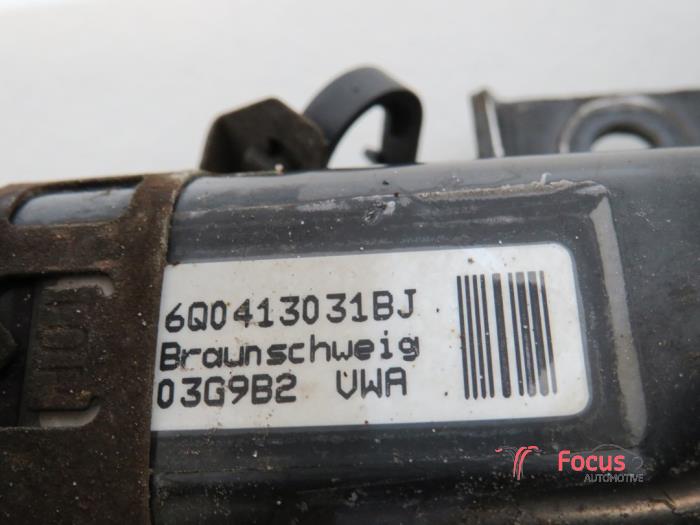 6Q0413031BJ
Braunschweig
03G9B2 VWA
Focus
AUTOMOTIVE